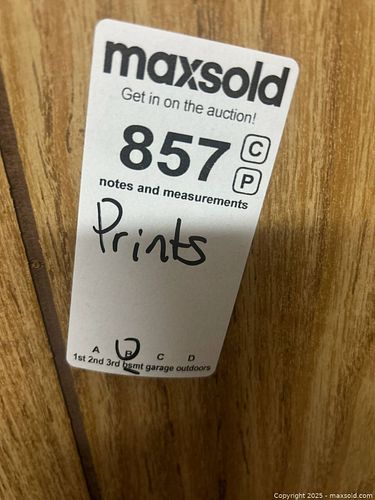 maxsold
Get in on the auction!
857 C
P
notes and measurements
Prints
A B C D
1st 2nd 3rd bsmt garage outdoors
Copyright © 2025 - maxsold.com